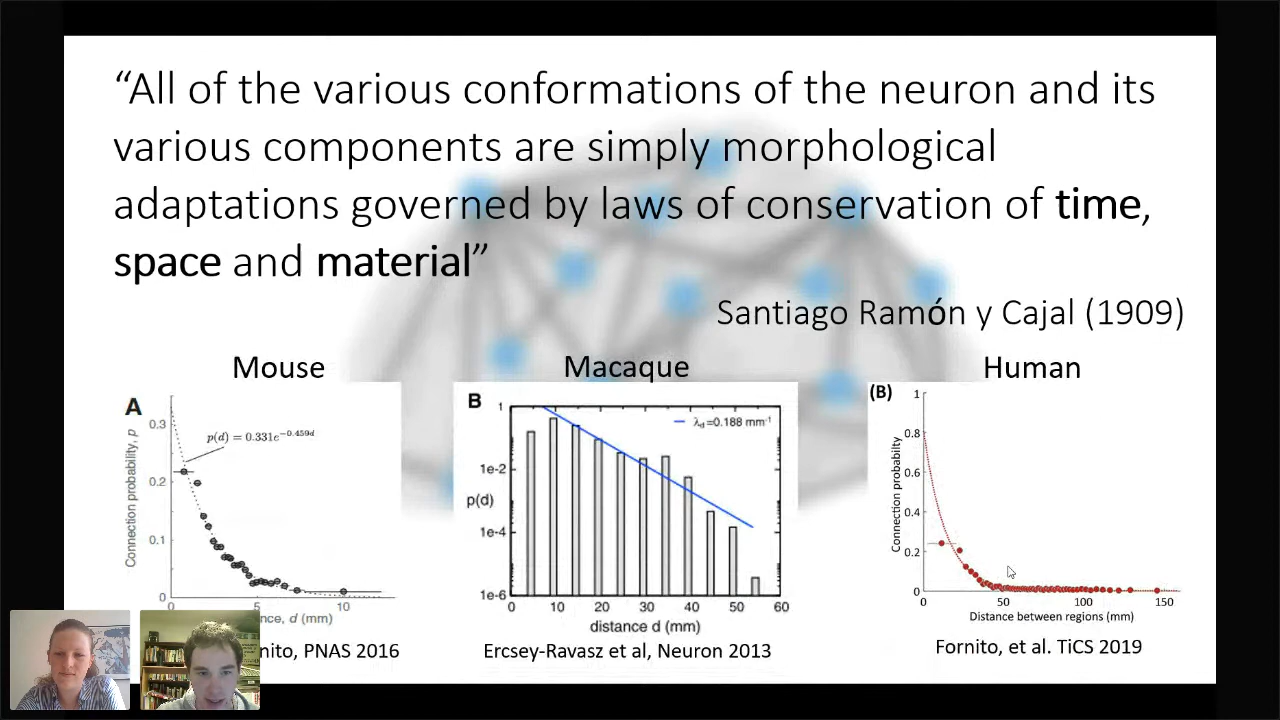 “All of the various conformations of the neuron and its
various components are simply morphological
adaptations governed by laws of conservation of time,
space and material”
Santiago Ramón y Cajal (1909)
Mouse
Macaque
Human
A
p(d) = 0.331e^-0.459d
Connection probability, p
0.3
0.2
0.1
0
0
5
10
nce, d (mm)
nito, PNAS 2016
B
λd=0.188 mm-1
p(d)
1
1e-2
1e-4
1e-6
0 10 20 30 40 50 60
distance d (mm)
Ercsey-Ravasz et al, Neuron 2013
(B)
Connection probability
1
0.8
0.6
0.4
0.2
0
0 50 100 150
Distance between regions (mm)
Fornito, et al. TiCS 2019